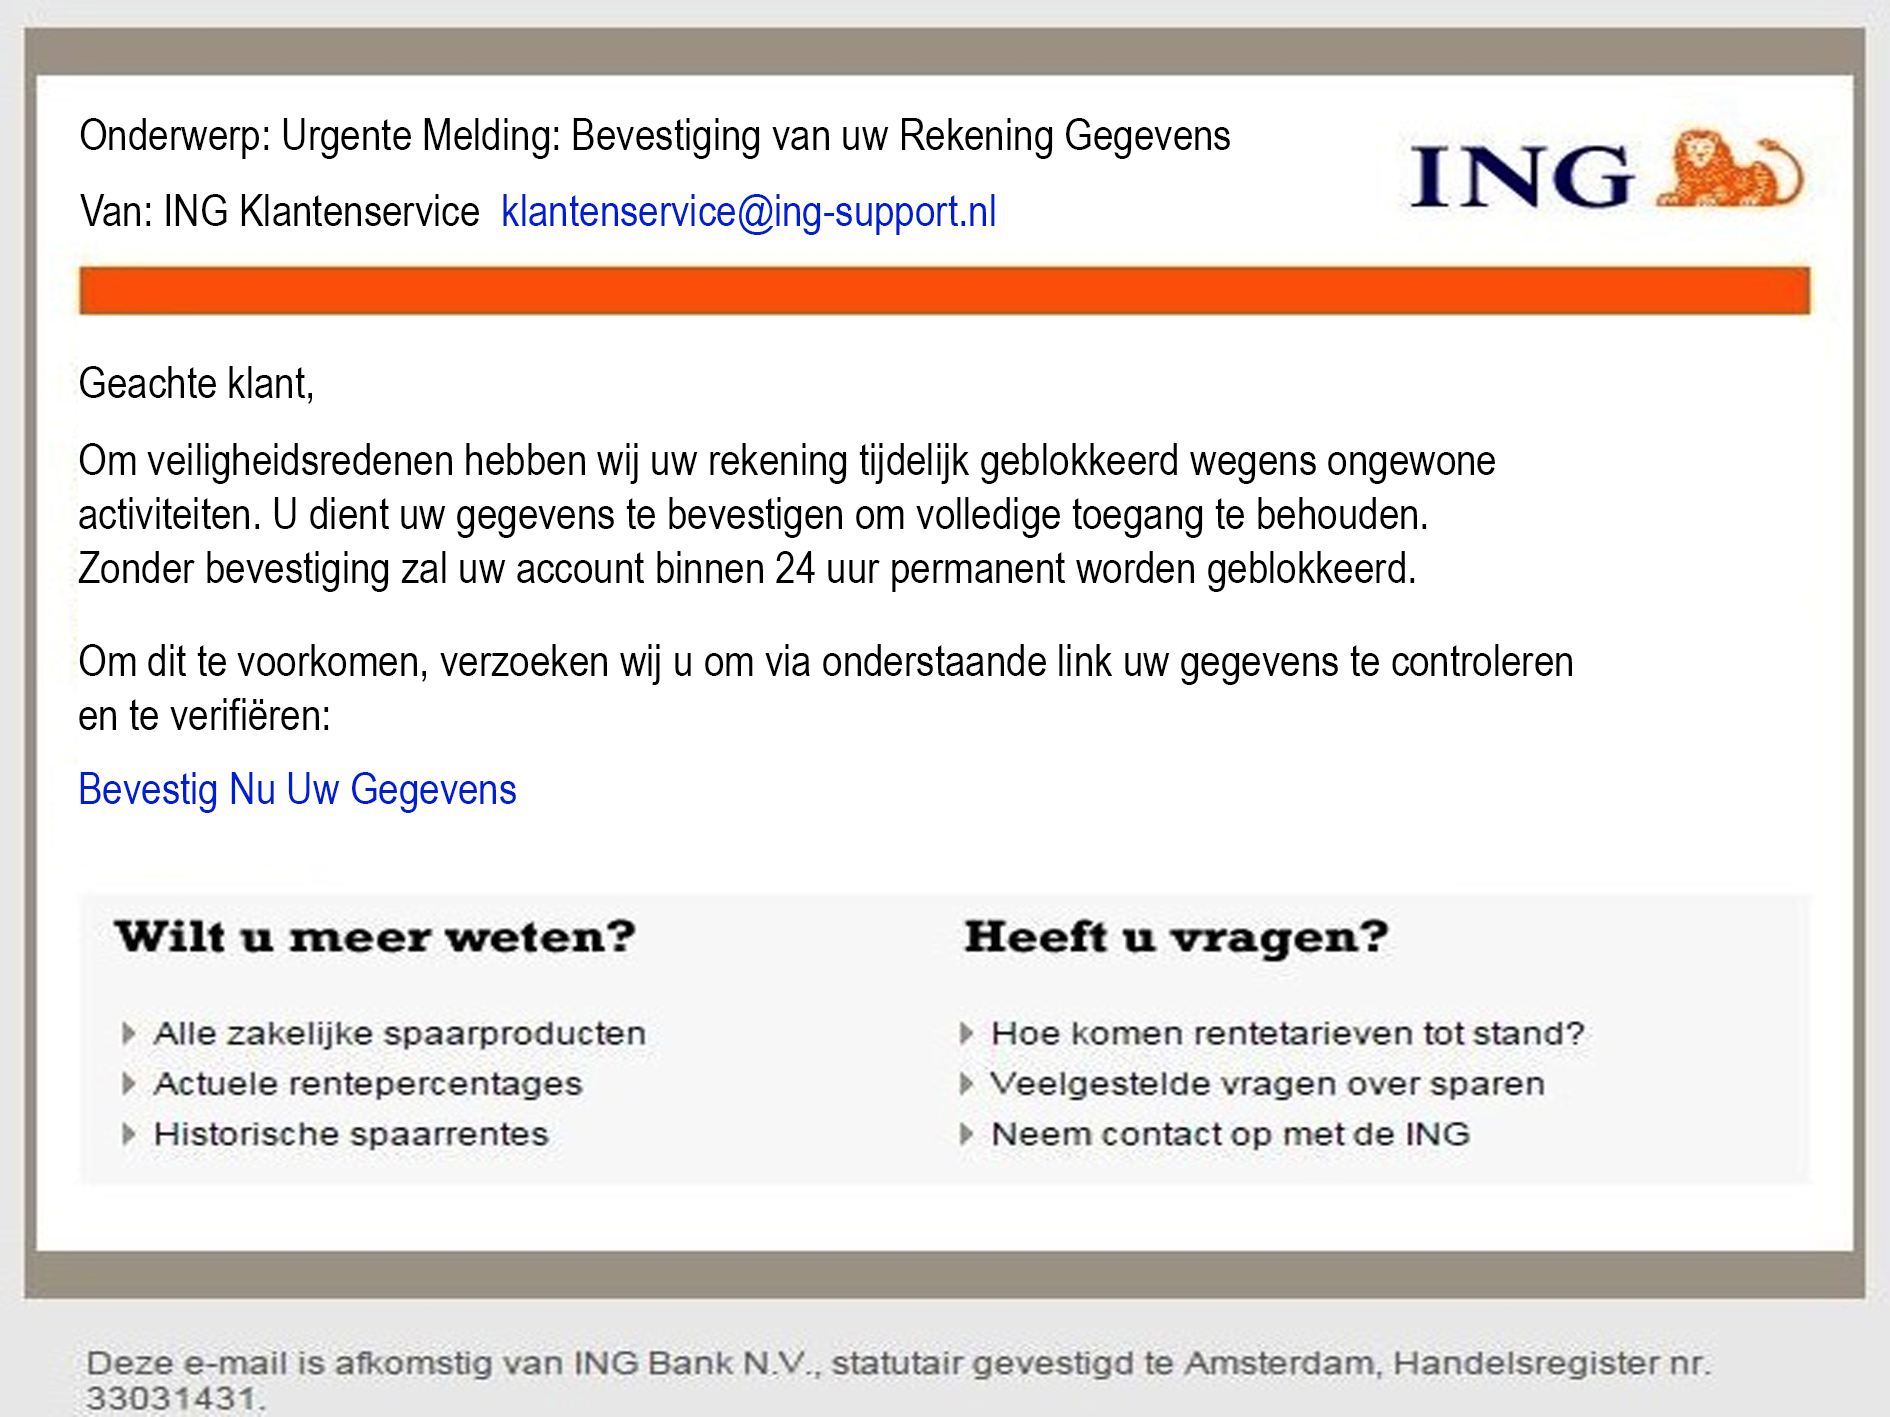 Onderwerp: Urgente Melding: Bevestiging van uw Rekening Gegevens
ING
Van: ING Klantenservice klantenservice@ing-support.nl
Geachte klant,
Om veiligheidsredenen hebben wij uw rekening tijdelijk geblokkeerd wegens ongewone
activiteiten. U dient uw gegevens te bevestigen om volledige toegang te behouden.
Zonder bevestiging zal uw account binnen 24 uur permanent worden geblokkeerd.
Om dit te voorkomen, verzoeken wij u om via onderstaande link uw gegevens te controleren
en te verifiëren:
Bevestig Nu Uw Gegevens
Wilt u meer weten?
Alle zakelijke spaarproducten
Actuele rentepercentages
Historische spaarrentes
Heeft u vragen?
Hoe komen rentetarieven tot stand?
Veelgestelde vragen over sparen
Neem contact op met de ING
Deze e-mail is afkomstig van ING Bank N.V., statutair gevestigd te Amsterdam, Handelsregister nr.
33031431.